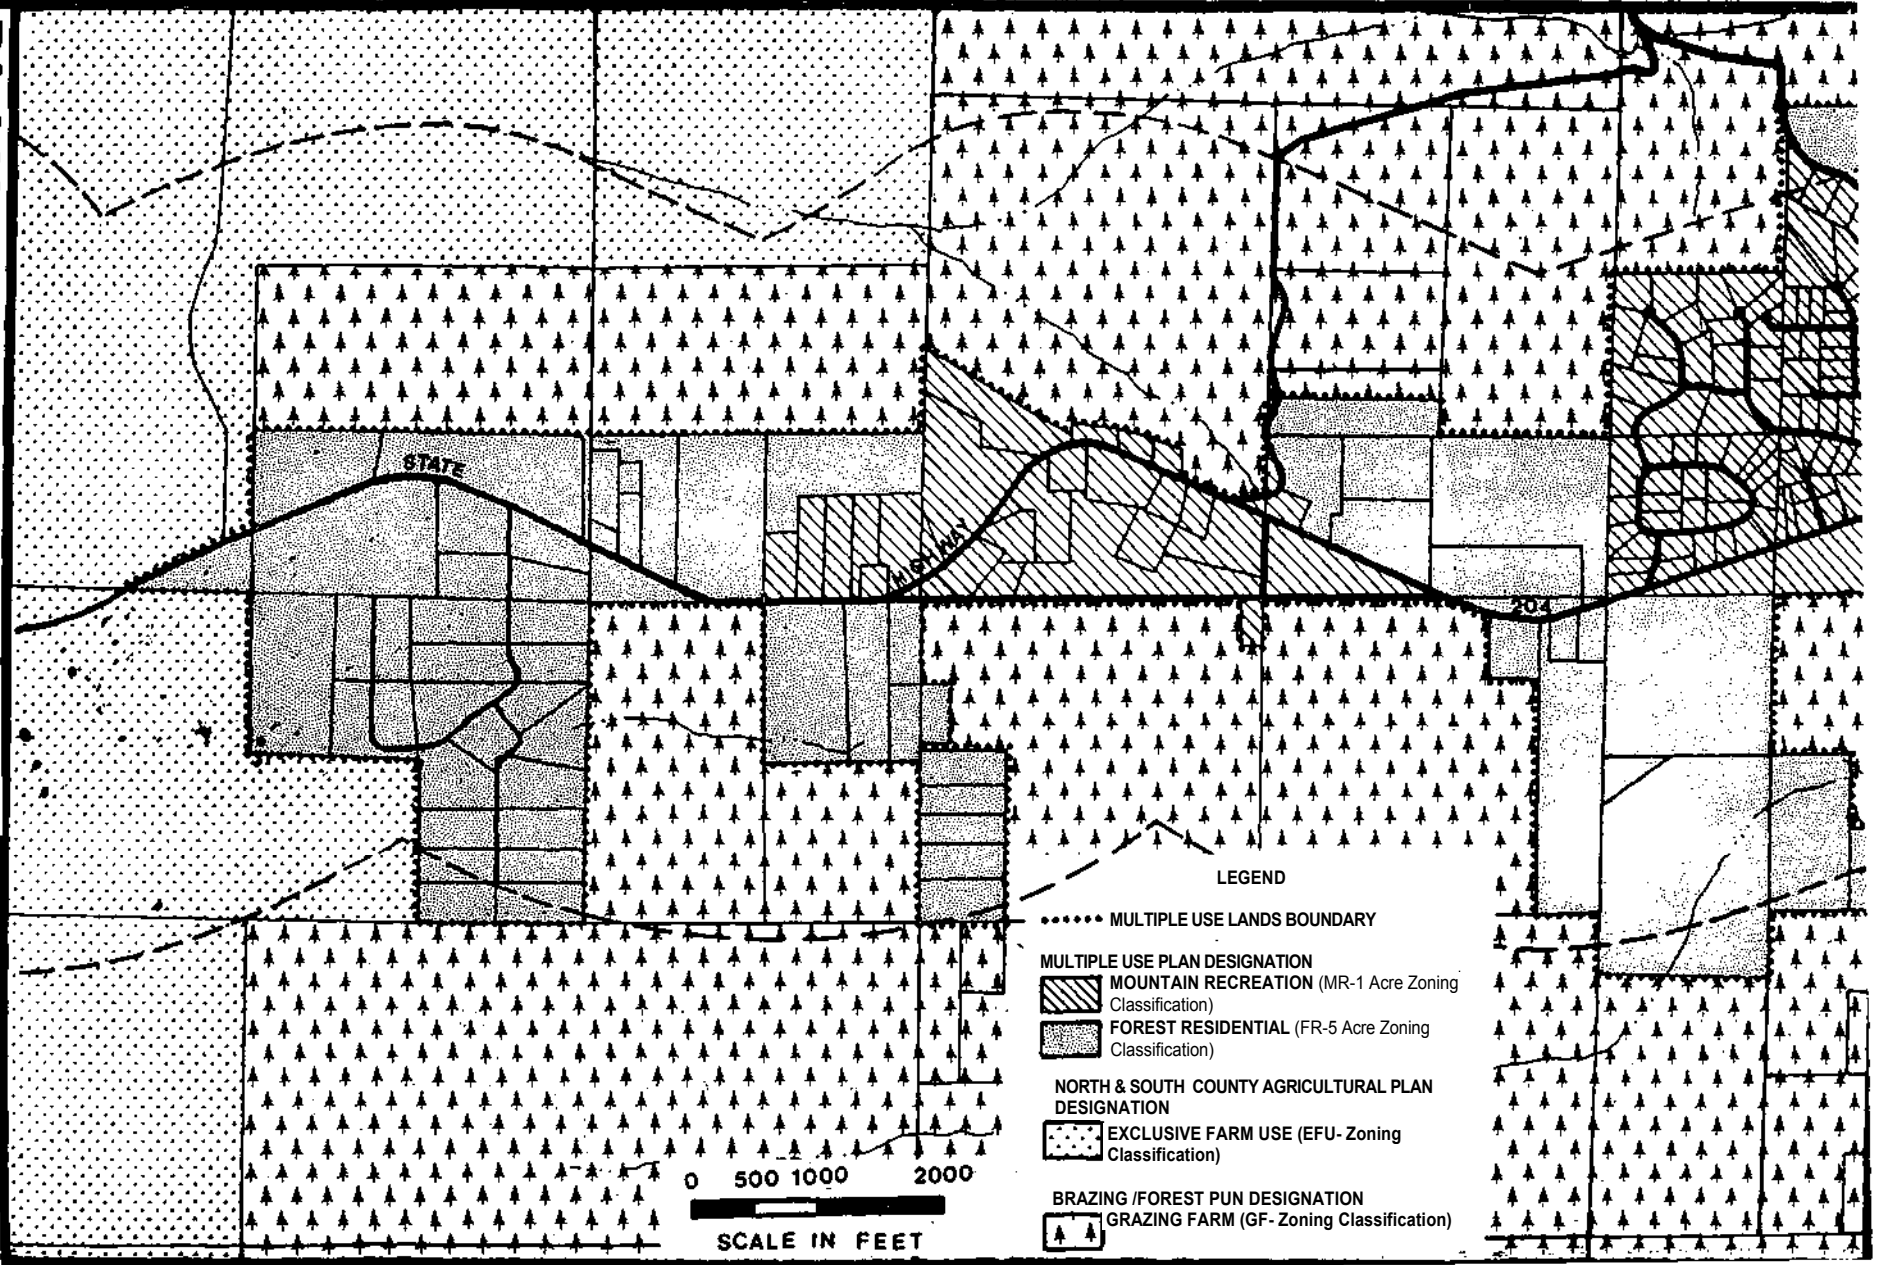 STATE
HIGHWAY
204
LEGEND
MULTIPLE USE LANDS BOUNDARY
MULTIPLE USE PLAN DESIGNATION
MOUNTAIN RECREATION (MR-1 Acre Zoning
Classification)
FOREST RESIDENTIAL (FR-5 Acre Zoning
Classification)
NORTH & SOUTH COUNTY AGRICULTURAL PLAN
DESIGNATION
EXCLUSIVE FARM USE (EFU- Zoning
Classification)
BRAZING /FOREST PUN DESIGNATION
GRAZING FARM (GF- Zoning Classification)
0 500 1000 2000
SCALE IN FEET